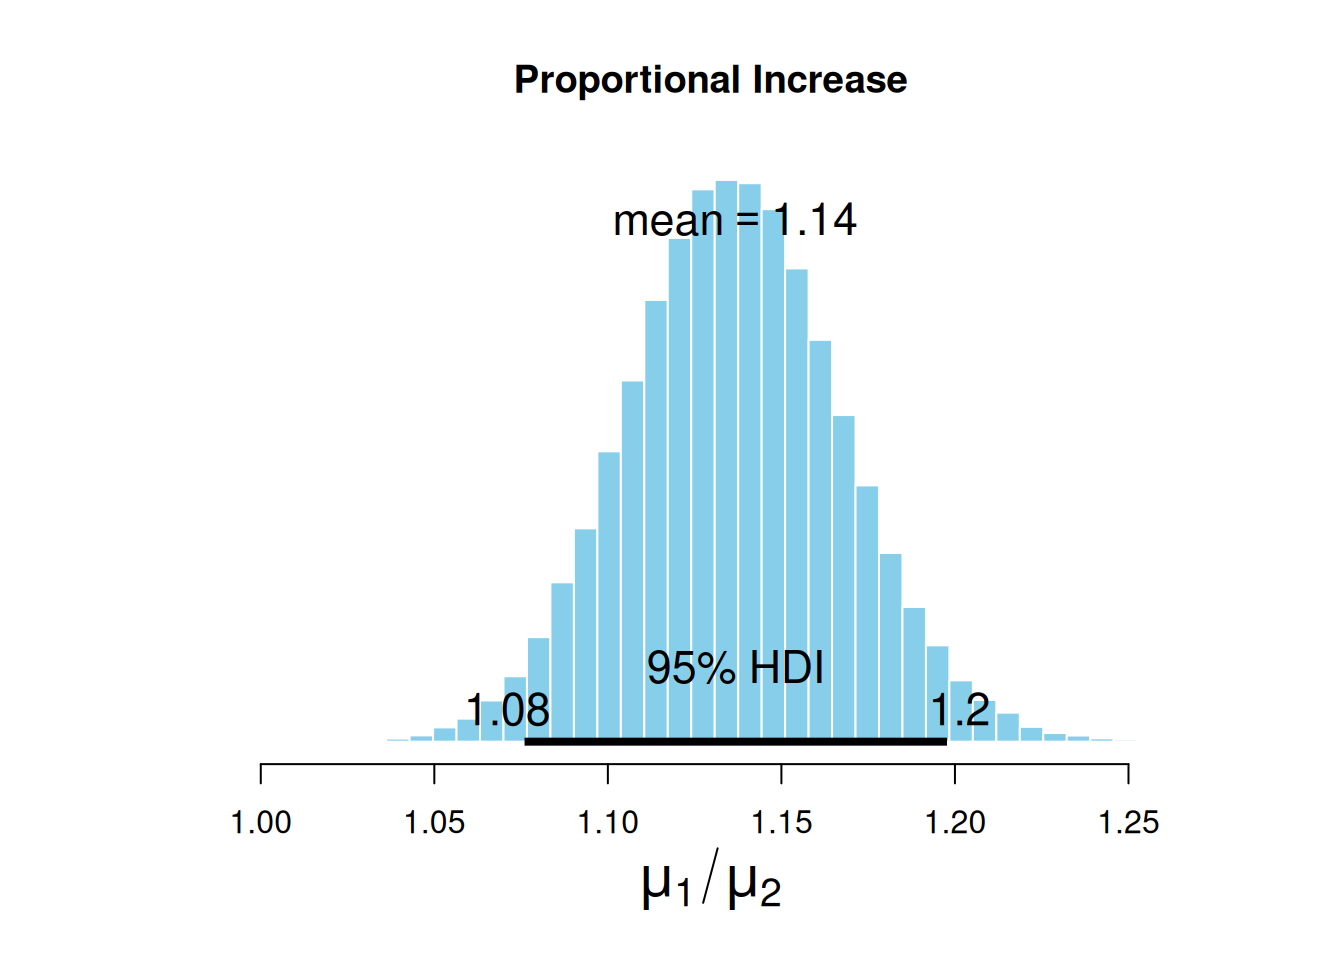 Proportional Increase
mean = 1.14
95% HDI
1.08 1.2
1.00 1.05 1.10 1.15 1.20 1.25
μ₁/μ₂